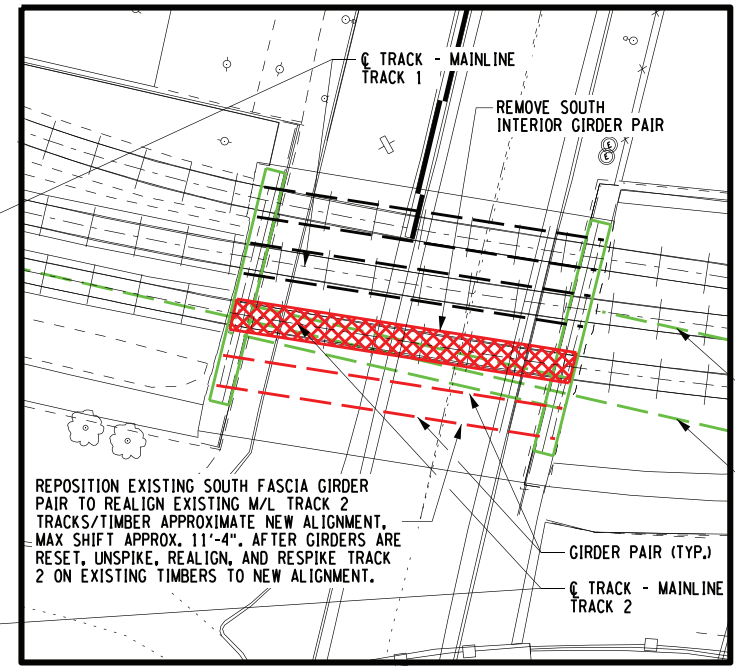 ℄ TRACK - MAINLINE
TRACK 1
REMOVE SOUTH
INTERIOR GIRDER PAIR
E
E
REPOSITION EXISTING SOUTH FASCIA GIRDER
PAIR TO REALIGN EXISTING M/L TRACK 2
TRACKS/TIMBER APPROXIMATE NEW ALIGNMENT,
MAX SHIFT APPROX. 11'-4". AFTER GIRDERS ARE
RESET, UNSPIKE, REALIGN, AND RESPIKE TRACK
2 ON EXISTING TIMBERS TO NEW ALIGNMENT.
GIRDER PAIR (TYP.)
℄ TRACK - MAINLINE
TRACK 2